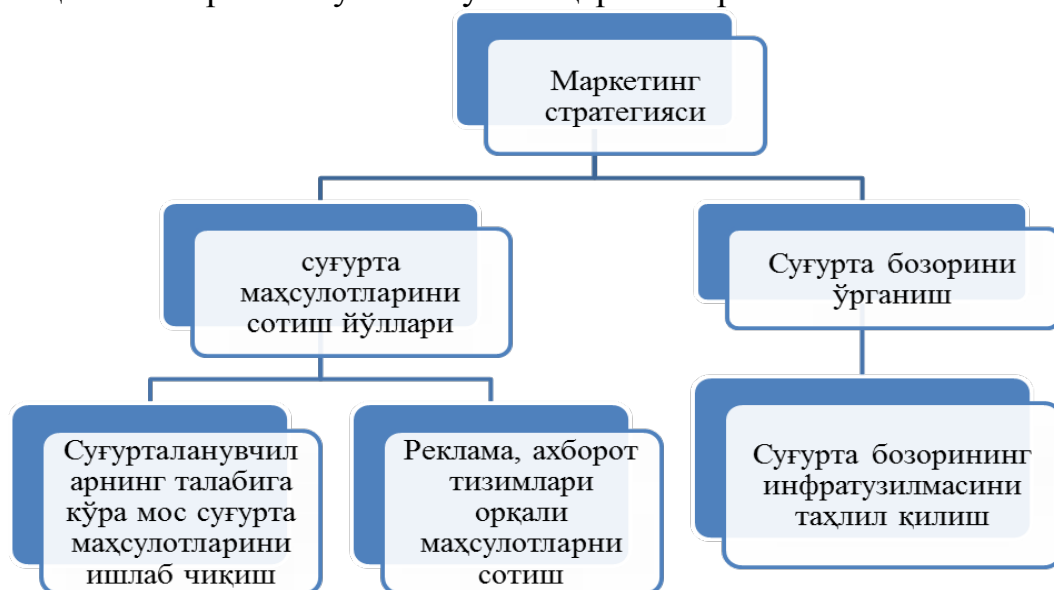 Маркетинг
стратегияси
суғурта
маҳсулотларини
сотиш йўллари
Суғурта бозорини
ўрганиш
Суғурталанувчил
арнинг талабига
кўра мос суғурта
маҳсулотларини
ишлаб чиқиш
Реклама, ахборот
тизимлари
орқали
маҳсулотларни
сотиш
Суғурта бозорининг
инфратузилмасини
таҳлил қилиш